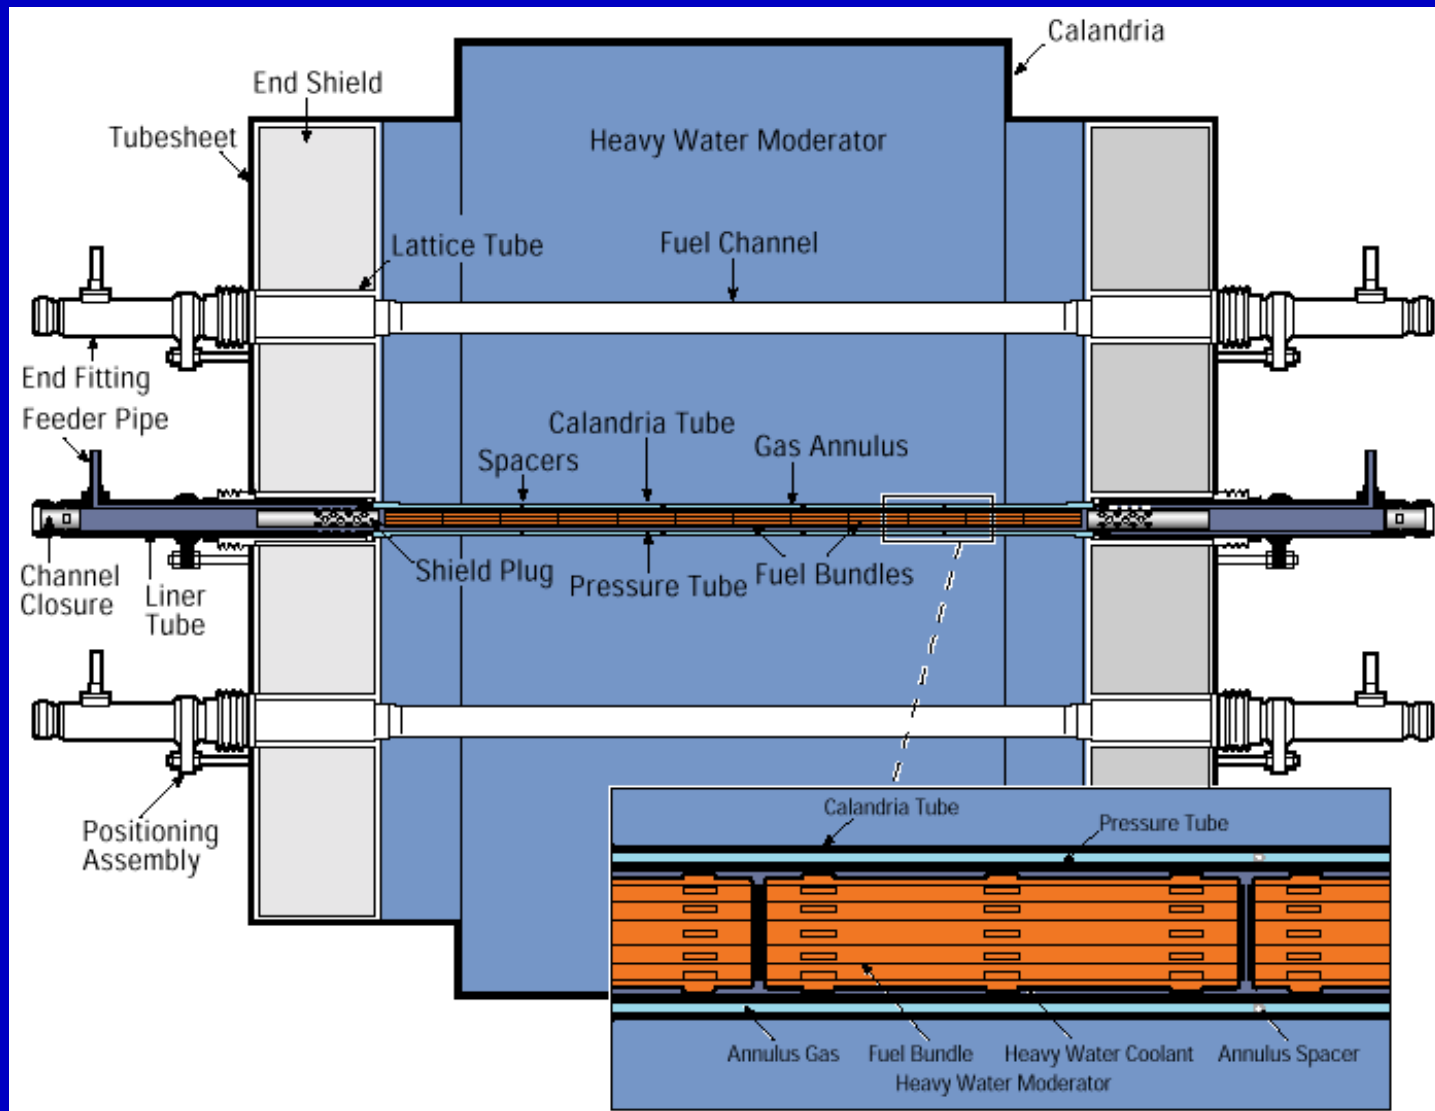 Calandria
End Shield
Tubesheet
Heavy Water Moderator
Lattice Tube
Fuel Channel
End Fitting
Feeder Pipe
Calandria Tube
Gas Annulus
Spacers
Channel
Closure
Liner
Tube
Shield Plug
Pressure Tube
Fuel Bundles
Positioning
Assembly
Calandria Tube
Pressure Tube
Annulus Gas
Fuel Bundle
Heavy Water Coolant
Annulus Spacer
Heavy Water Moderator